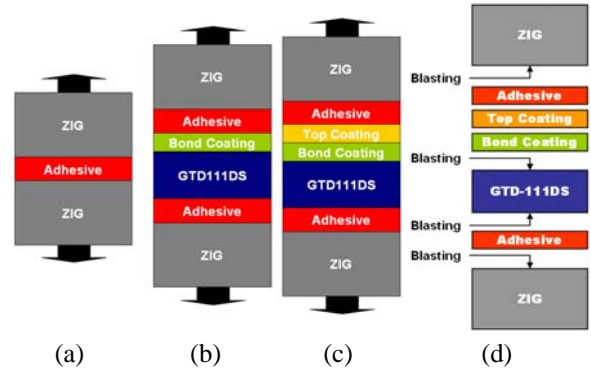 ZIG
Adhesive
ZIG
(a)
ZIG
Adhesive
Bond Coating
GTD111DS
Adhesive
ZIG
(b)
ZIG
Adhesive
Top Coating
Bond Coating
GTD111DS
Adhesive
ZIG
(c)
ZIG
Blasting
Adhesive
Top Coating
Bond Coating
Blasting
GTD-111DS
Blasting
Adhesive
Blasting
ZIG
(d)